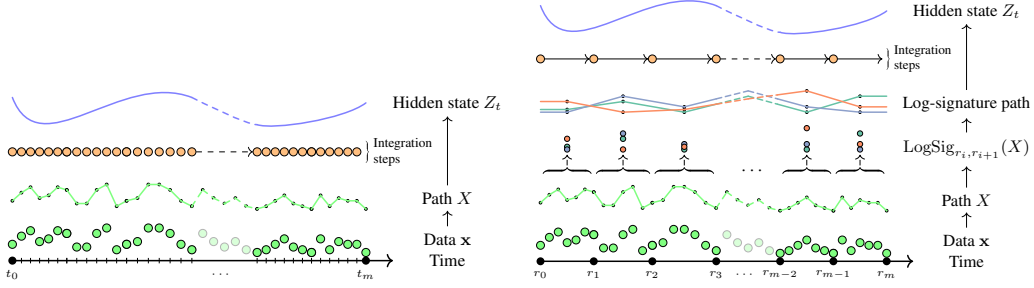 Hidden state Z_t
Integration
steps
Path X
Data x
Time
t_0
...
t_m
Hidden state Z_t
Integration
steps
Log-signature path
LogSig_{r_i, r_{i+1}}(X)
...
Path X
Data x
Time
r_0
r_1
r_2
r_3
...
r_{m-2}
r_{m-1}
r_m